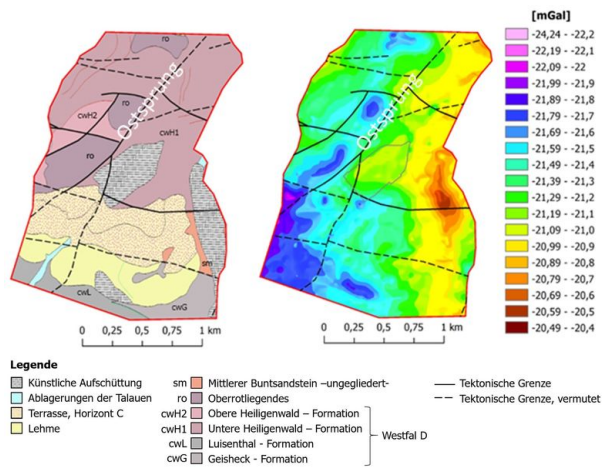 [mGal]
ro
Ostsprung
ro
cwH2
cwH1
ro
sm
cwL
cwG
0 0,25 0,5 0,75 1 km
Ostsprung
0 0,25 0,5 0,75 1 km
-24,24 - -22,2
-22,19 - -22,1
-22,09 - -22
-21,99 - -21,9
-21,89 - -21,8
-21,79 - -21,7
-21,69 - -21,6
-21,59 - -21,5
-21,49 - -21,4
-21,39 - -21,3
-21,29 - -21,2
-21,19 - -21,1
-21,09 - -21,0
-20,99 - -20,9
-20,89 - -20,8
-20,79 - -20,7
-20,69 - -20,6
-20,59 - -20,5
-20,49 - -20,4
Legende
Künstliche Aufschüttung
Ablagerungen der Talauen
Terrasse, Horizont C
Lehme
sm Mittlerer Buntsandstein –ungegliedert-
ro Oberrotliegendes
cwH2 Obere Heiligenwald – Formation
cwH1 Untere Heiligenwald – Formation
cwL Luisenthal - Formation
cwG Geisheck - Formation
Westfal D
Tektonische Grenze
Tektonische Grenze, vermutet